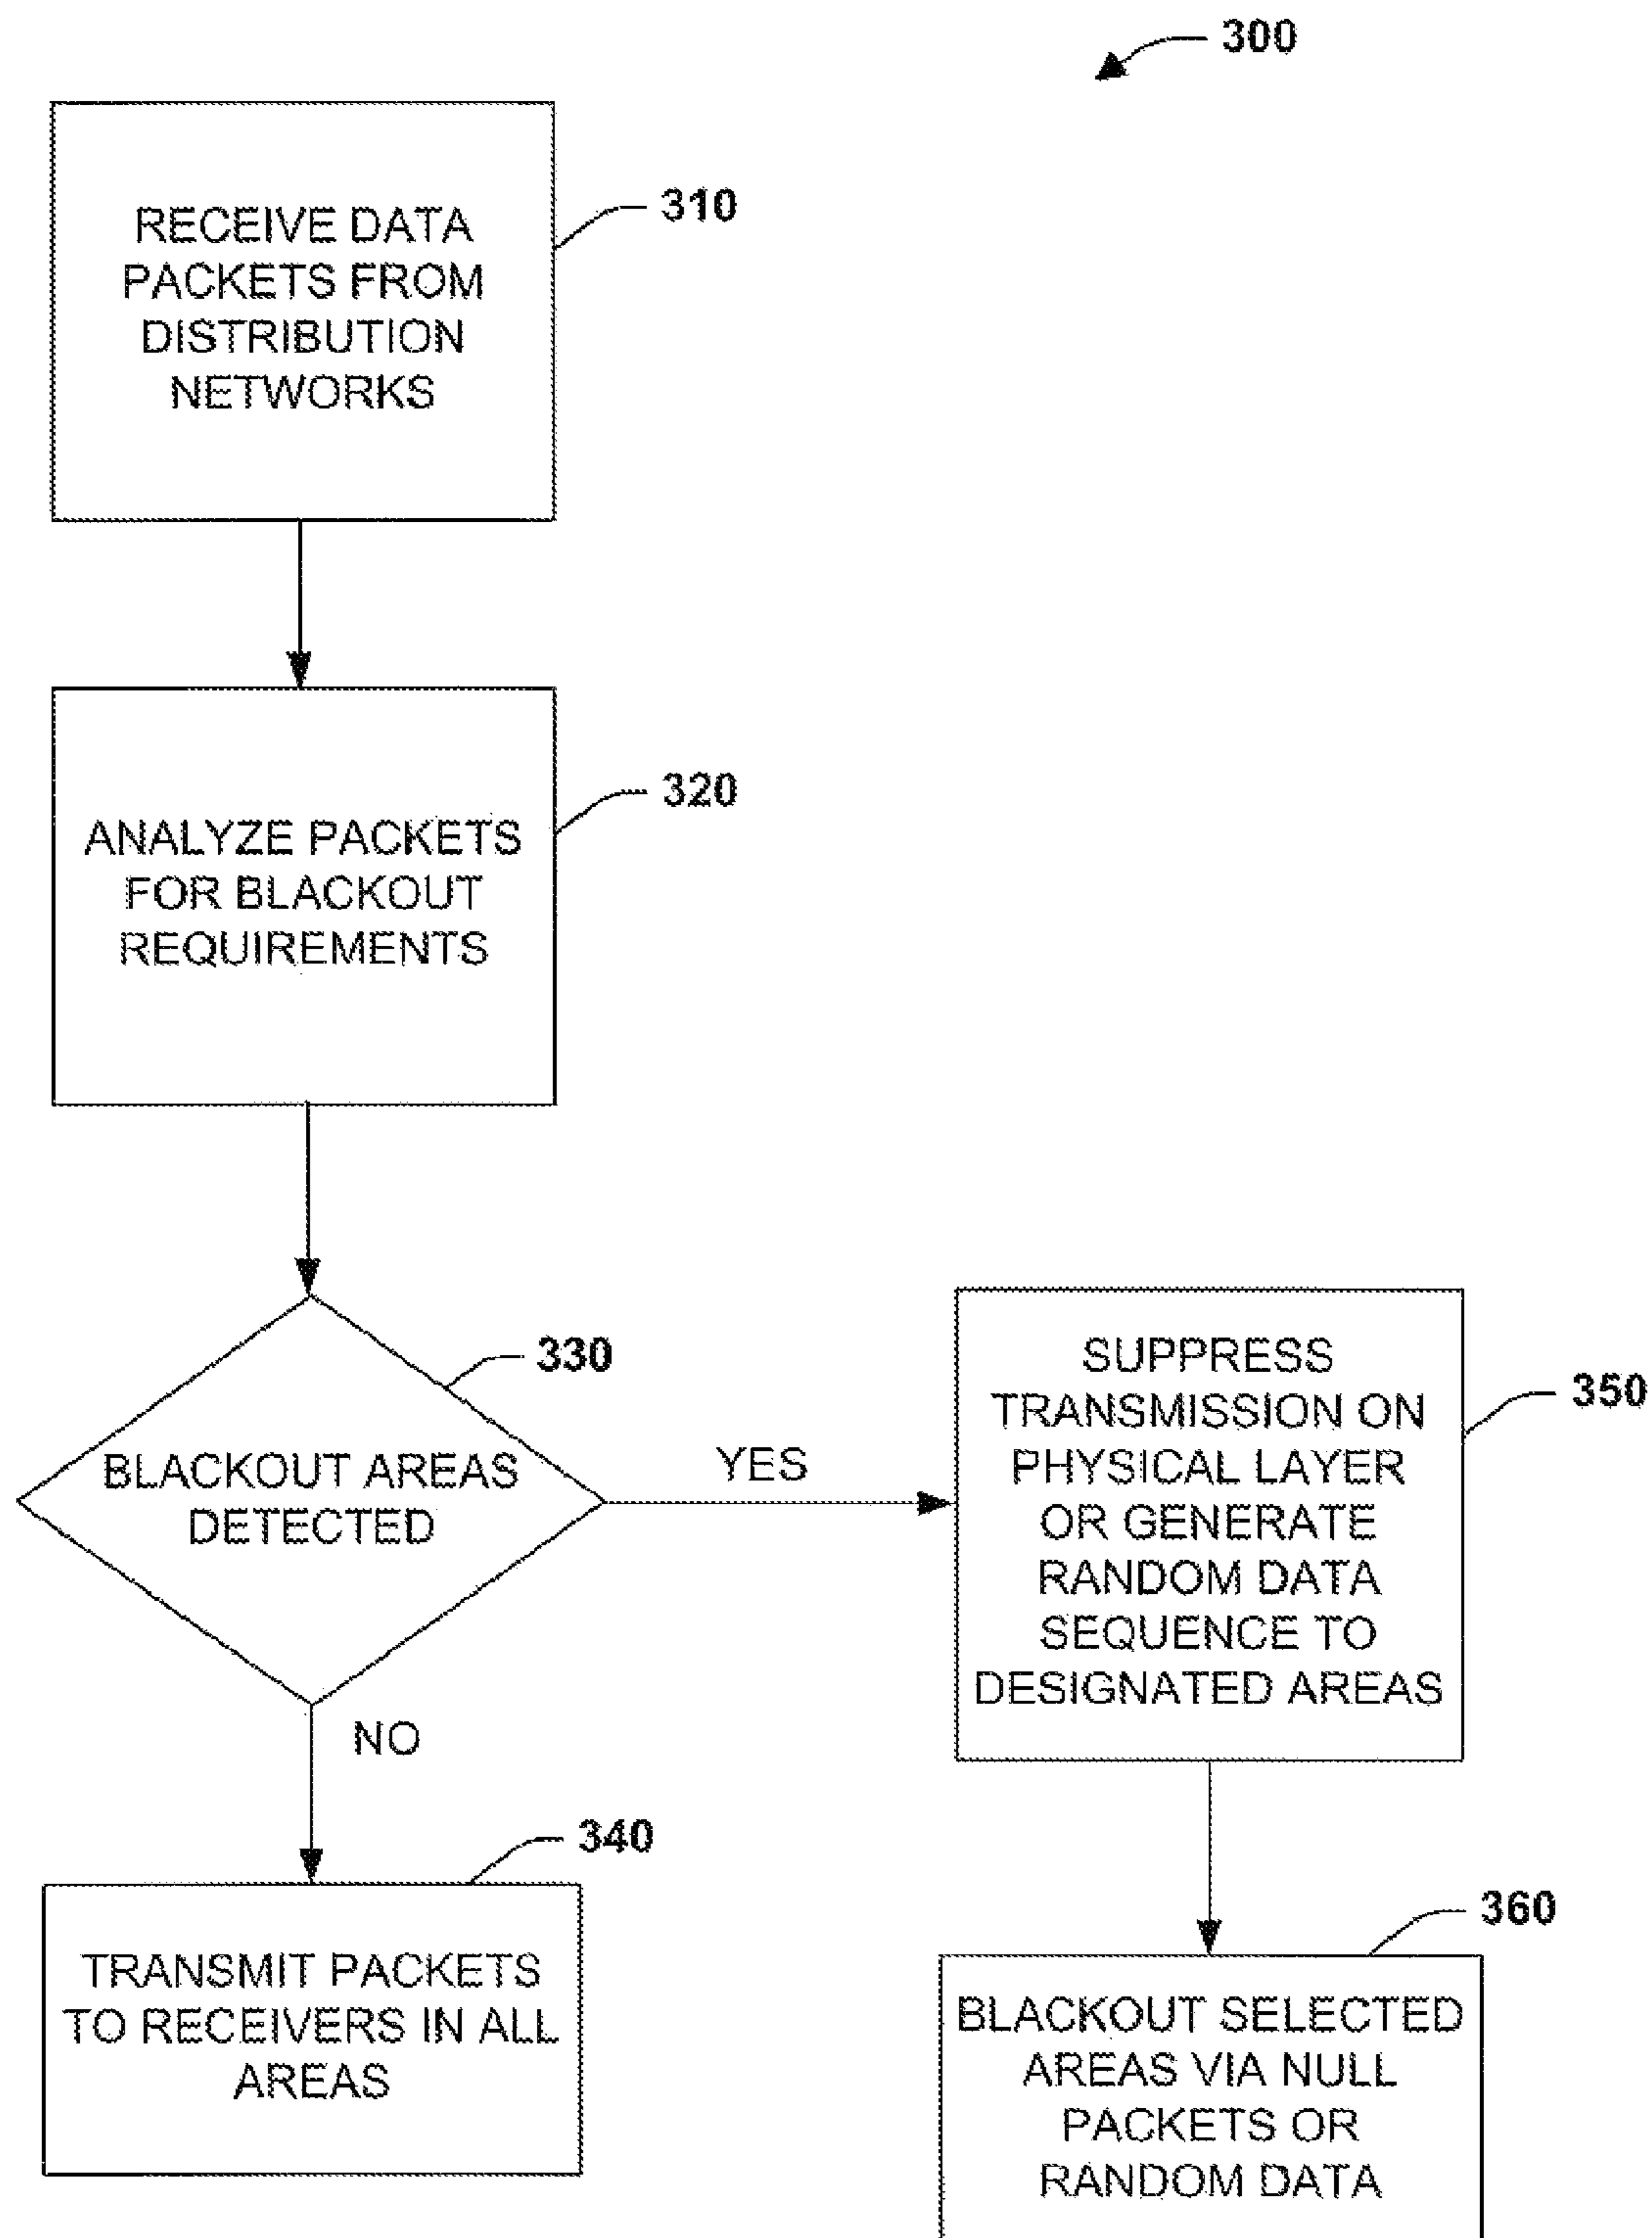 300
RECEIVE DATA
PACKETS FROM
DISTRIBUTION
NETWORKS
310
ANALYZE PACKETS
FOR BLACKOUT
REQUIREMENTS
320
BLACKOUT AREAS
DETECTED
330
YES
NO
SUPPRESS
TRANSMISSION ON
PHYSICAL LAYER
OR GENERATE
RANDOM DATA
SEQUENCE TO
DESIGNATED AREAS
350
TRANSMIT PACKETS
TO RECEIVERS IN ALL
AREAS
340
BLACKOUT SELECTED
AREAS VIA NULL
PACKETS OR
RANDOM DATA
360